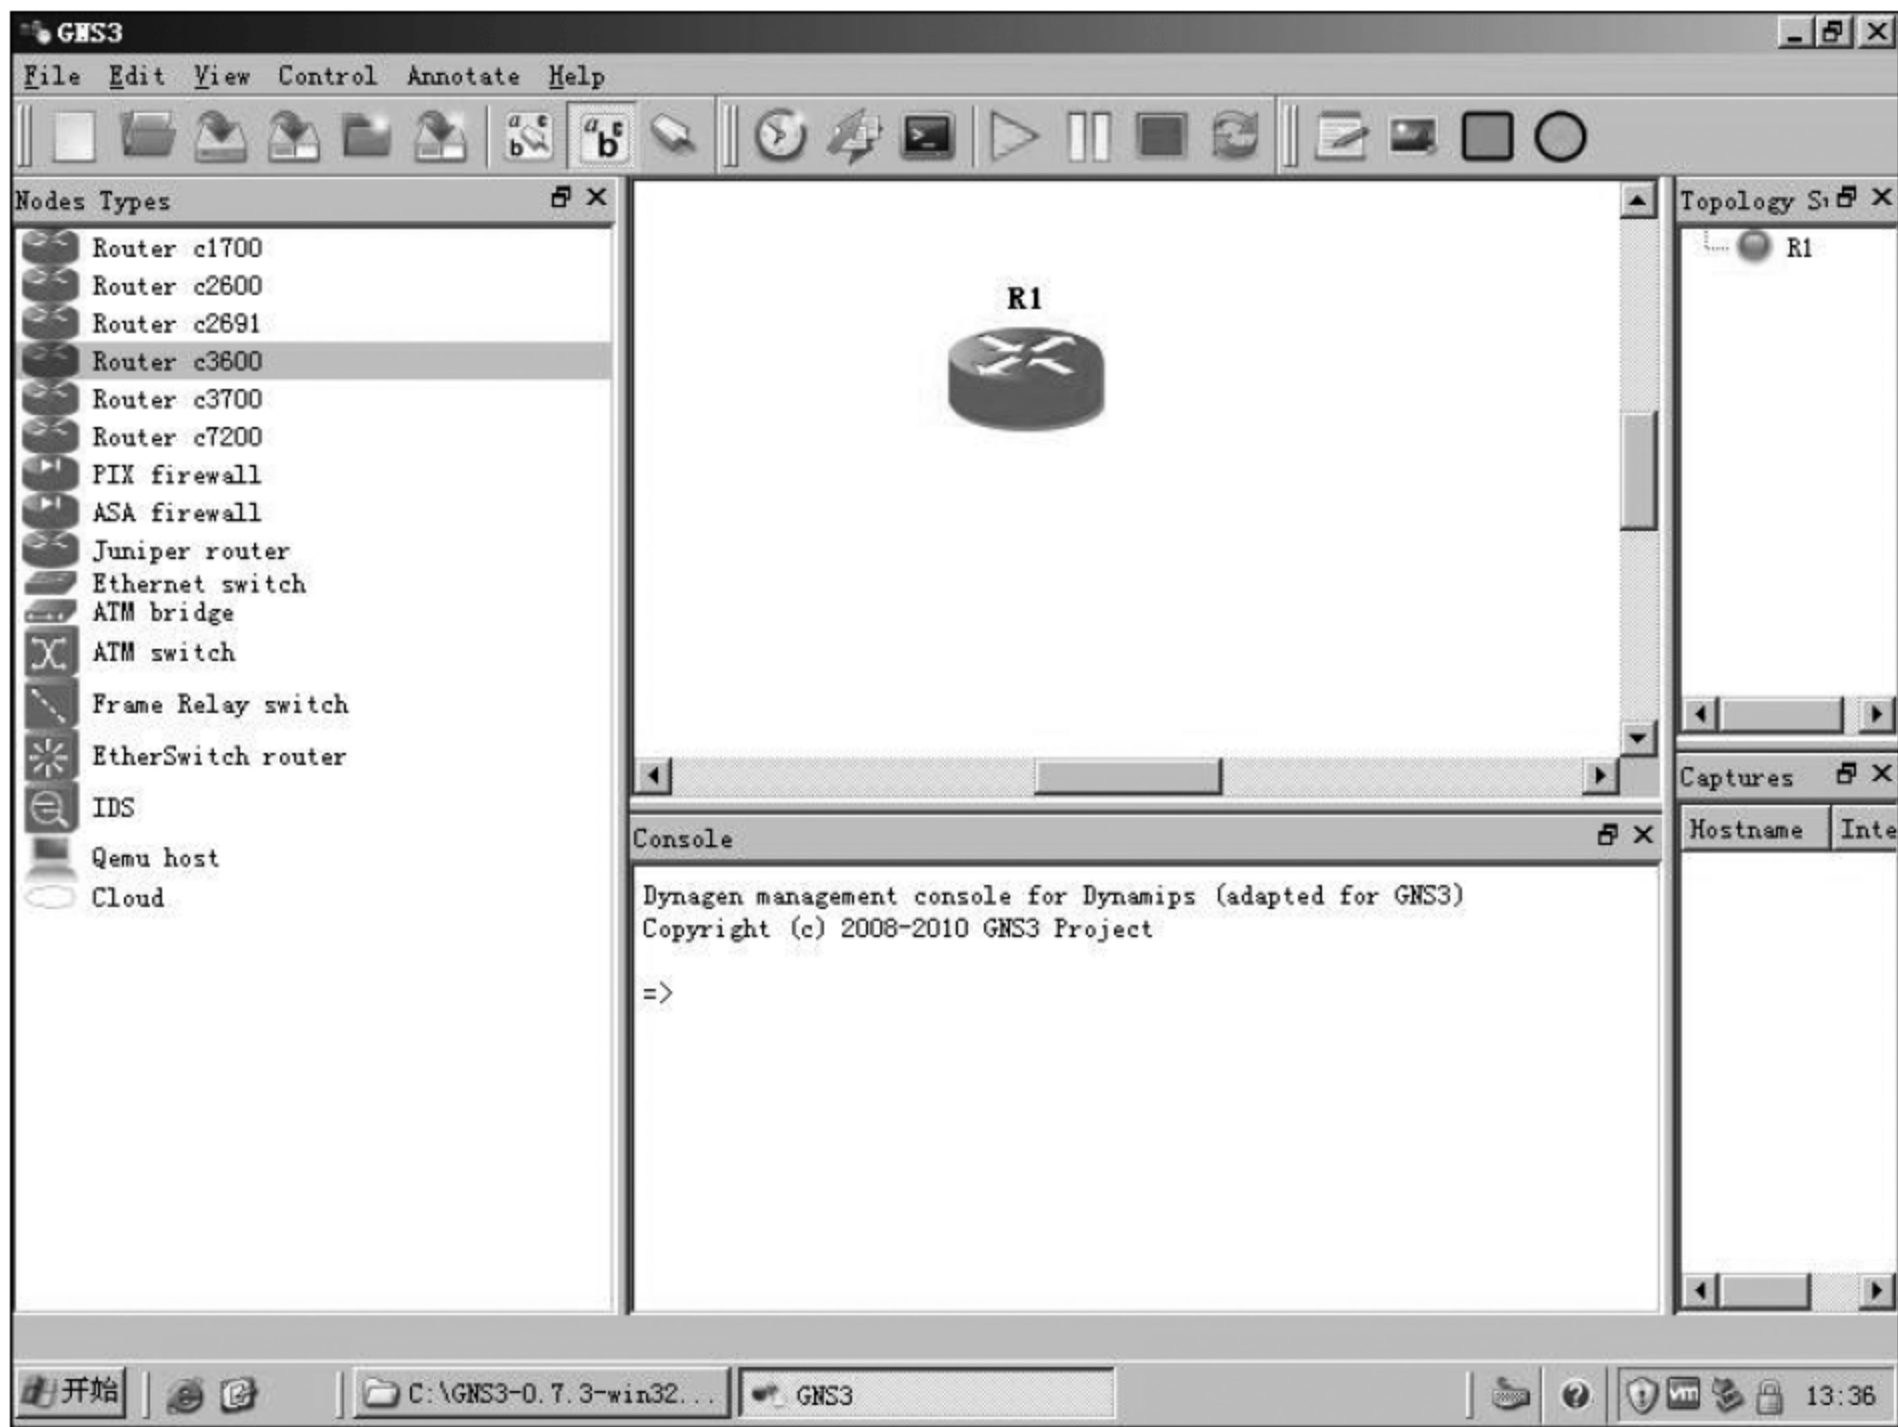 GNS3
File Edit View Control Annotate Help
Nodes Types
Router c1700
Router c2600
Router c2691
Router c3600
Router c3700
Router c7200
PIX firewall
ASA firewall
Juniper router
Ethernet switch
ATM bridge
ATM switch
Frame Relay switch
EtherSwitch router
IDS
Qemu host
Cloud
R1
Console
Dynagen management console for Dynamips (adapted for GNS3)
Copyright (c) 2008-2010 GNS3 Project
=>
Topology S
R1
Captures
Hostname Inte
开始 C:\GNS3-0.7.3-win32... GNS3 13:36